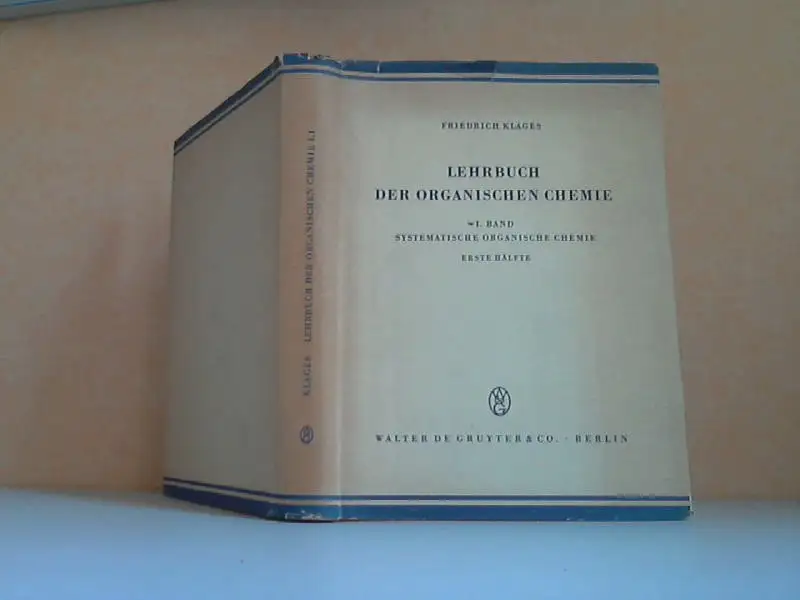 FRIEDRICH KLAGES
LEHRBUCH
DER ORGANISCHEN CHEMIE
I. BAND
SYSTEMATISCHE ORGANISCHE CHEMIE
ERSTE HÄLFTE
WALTER DE GRUYTER & CO. · BERLIN
KLAGES LEHRBUCH DER ORGANISCHEN CHEMIE I,1